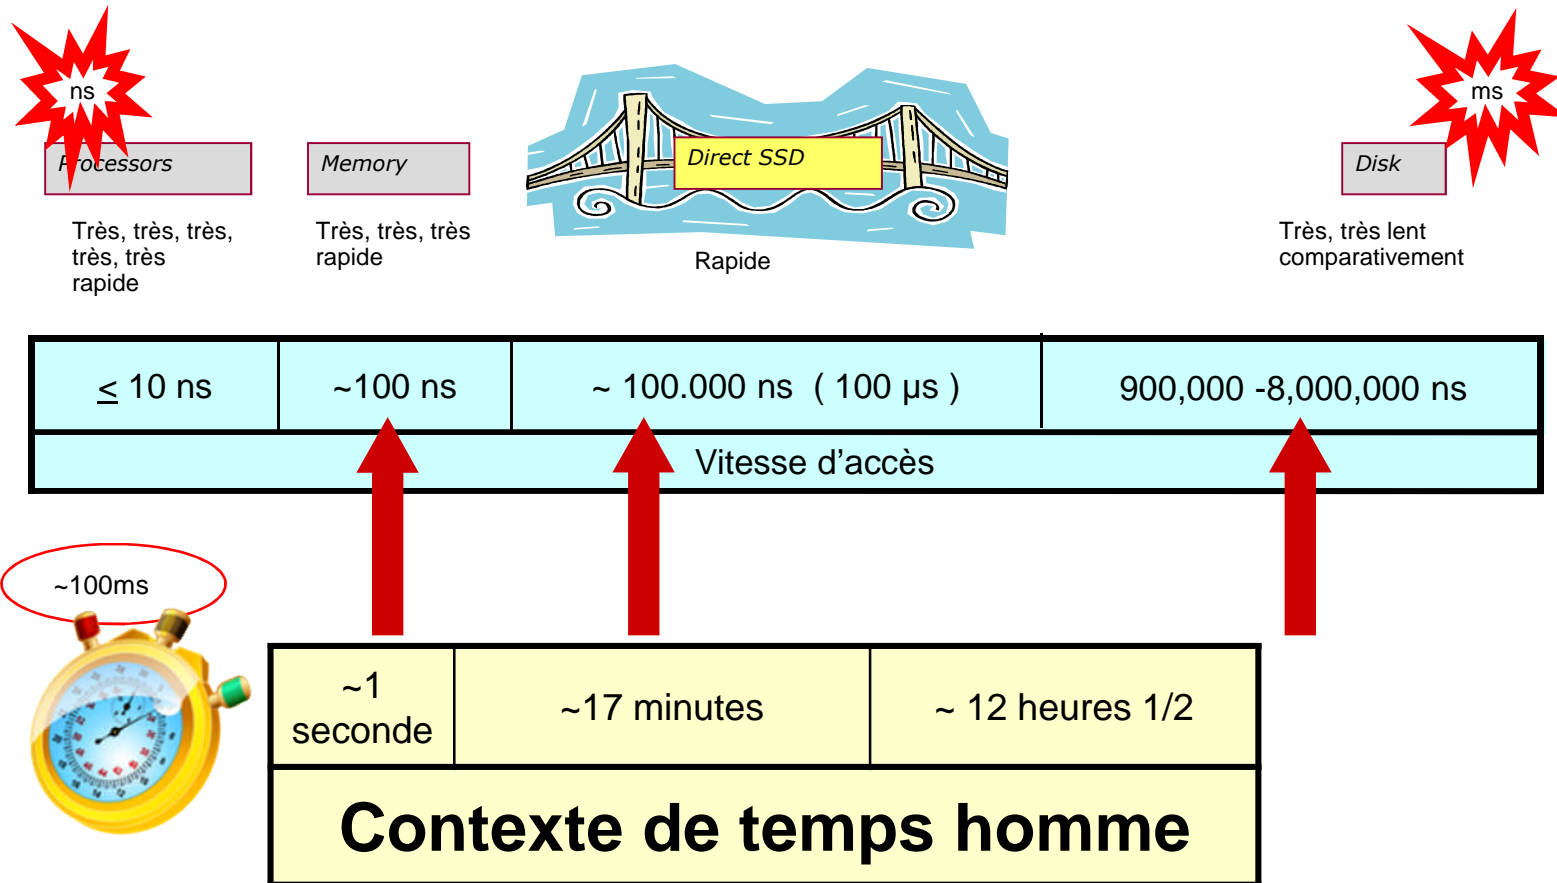 ns
ms
Processors
Memory
Direct SSD
Disk
Très, très, très,
très, très
rapide
Très, très, très
rapide
Rapide
Très, très lent
comparativement
≤ 10 ns
~100 ns
~ 100.000 ns ( 100 µs )
900,000 -8,000,000 ns
Vitesse d’accès
~100ms
~1
seconde
~17 minutes
~ 12 heures 1/2
Contexte de temps homme